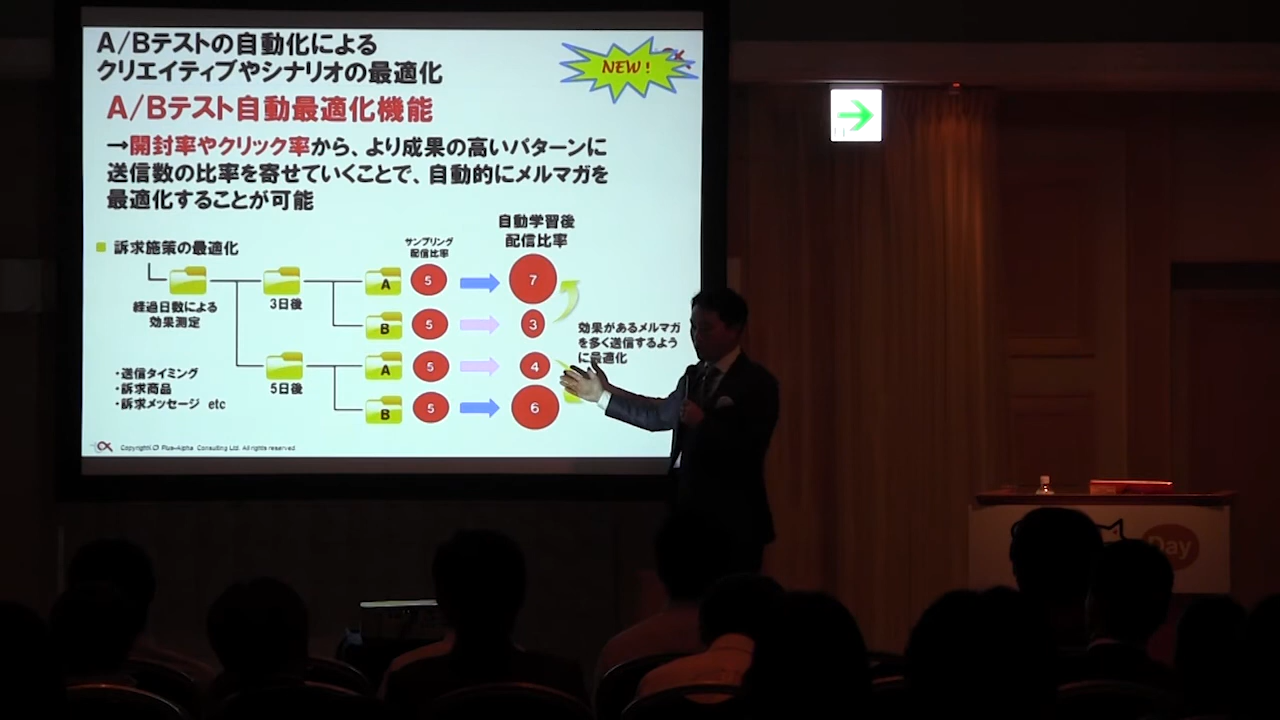 A/Bテストの自動化による
クリエイティブやシナリオの最適化
NEW!
A/Bテスト自動最適化機能
→開封率やクリック率から、より成果の高いパターンに
送信数の比率を寄せていくことで、自動的にメルマガを
最適化することが可能
訴求施策の最適化
サンプリング
配信比率
自動学習後
配信比率
経過日数による
効果測定
3日後
A
5
7
B
5
3
5日後
A
5
4
B
5
6
効果があるメルマガ
を多く送信するよう
に最適化
・送信タイミング
・訴求商品
・訴求メッセージ etc
Copyright(C) Plus-Alpha Consulting Ltd. All rights reserved
Day